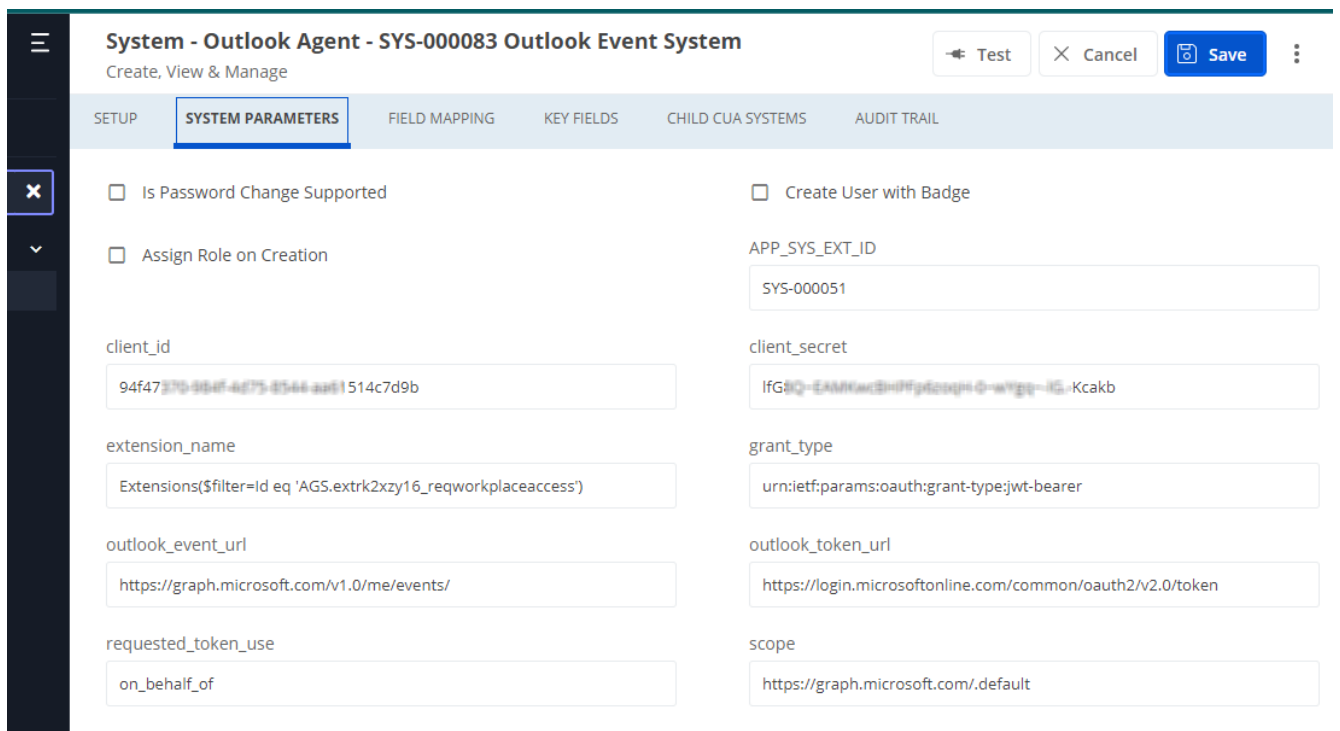 System - Outlook Agent - SYS-000083 Outlook Event System
Create, View & Manage
Test
Cancel
Save
SETUP
SYSTEM PARAMETERS
FIELD MAPPING
KEY FIELDS
CHILD CUA SYSTEMS
AUDIT TRAIL
Is Password Change Supported
Create User with Badge
Assign Role on Creation
APP_SYS_EXT_ID
SYS-000051
client_id
client_secret
extension_name
Extensions($filter=Id eq 'AGS.extrk2xzy16_reqworkplaceaccess')
grant_type
urn:ietf:params:oauth:grant-type:jwt-bearer
outlook_event_url
https://graph.microsoft.com/v1.0/me/events/
outlook_token_url
https://login.microsoftonline.com/common/oauth2/v2.0/token
requested_token_use
on_behalf_of
scope
https://graph.microsoft.com/.default